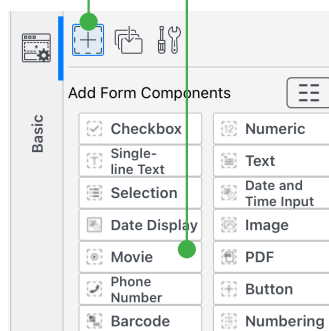 Add Form Components
Basic
Checkbox
Numeric
Single-
line Text
Text
Selection
Date and
Time Input
Date Display
Image
Movie
PDF
Phone
Number
Button
Barcode
Numbering